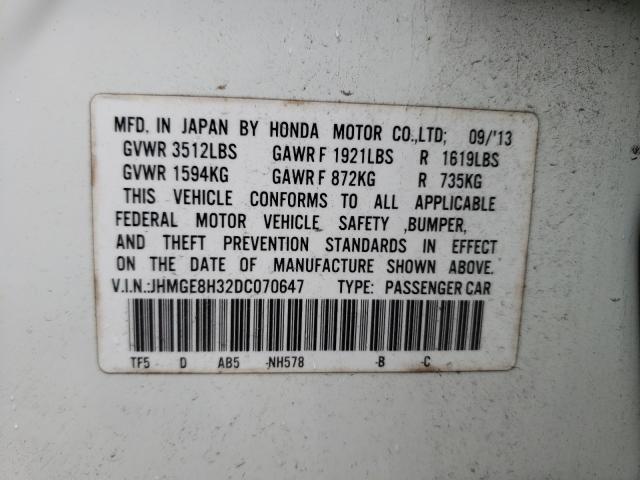 MFD. IN JAPAN BY HONDA MOTOR CO.,LTD; 09/'13
GVWR 3512LBS GAWR F 1921LBS R 1619LBS
GVWR 1594KG GAWR F 872KG R 735KG
THIS VEHICLE CONFORMS TO ALL APPLICABLE
FEDERAL MOTOR VEHICLE SAFETY ,BUMPER,
AND THEFT PREVENTION STANDARDS IN EFFECT
ON THE DATE OF MANUFACTURE SHOWN ABOVE.
V.I.N.:JHMGE8H32DC070647 TYPE: PASSENGER CAR
TF5 D AB5 -NH578 -B -C